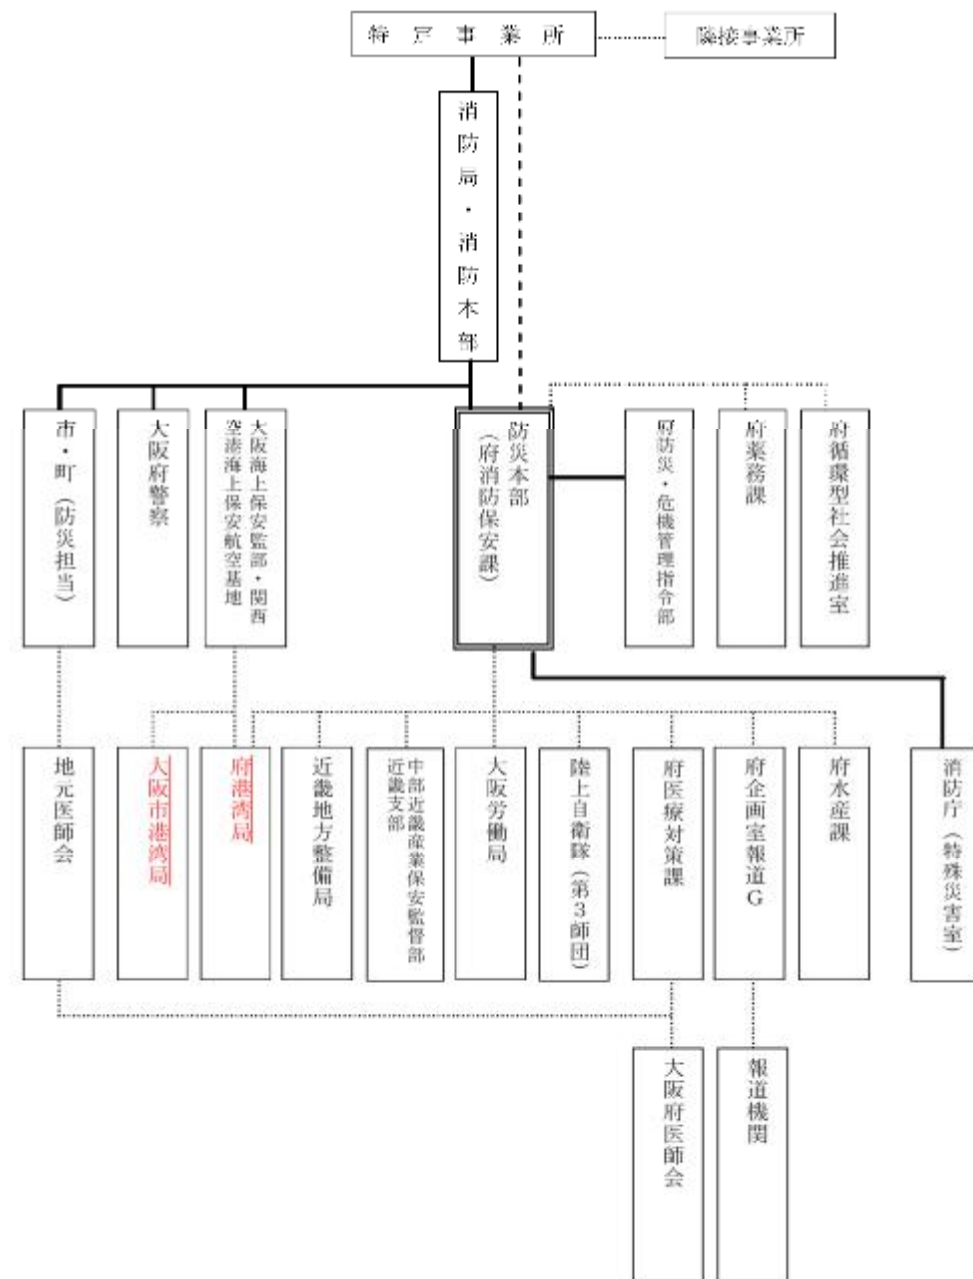 特定事業所
隣接事業所
消防局・消防本部
市・町（防災担当）
大阪府警察
大阪海上保安監部・関西
空港海上保安航空基地
防災本部
（府消防保安課）
府防災・危機管理指令部
府薬務課
府循環型社会推進室
地元医師会
大阪市港湾局
府港湾局
近畿地方整備局
中部近畿産業保安監督部
近畿支部
大阪労働局
陸上自衛隊（第3師団）
府医療対策課
府企画室報道G
府水産課
消防庁（特殊災害室）
大阪府医師会
報道機関